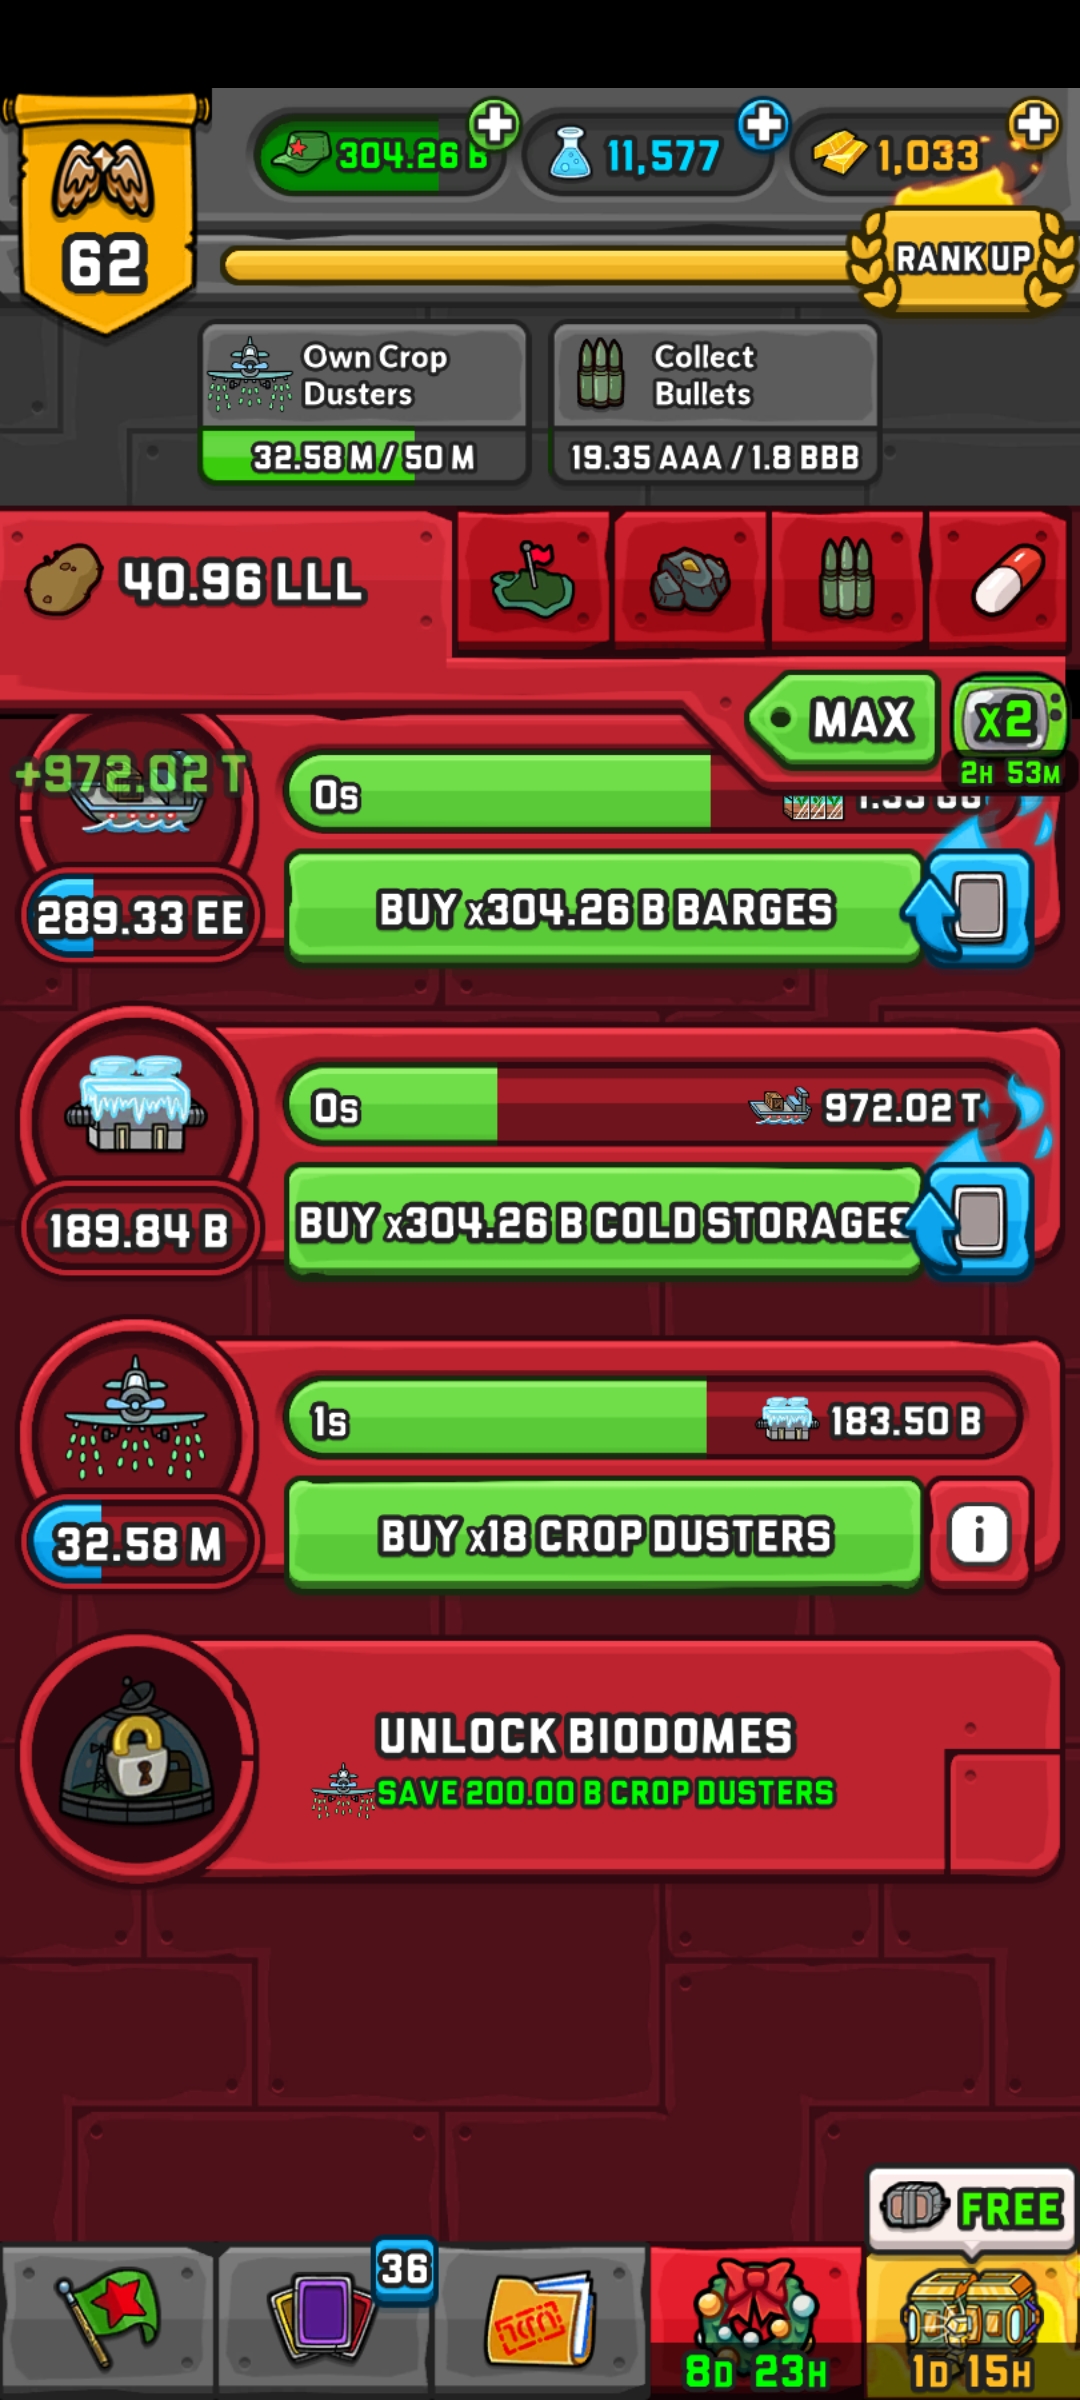 304.26 B
11,577
1,033
62
RANK UP
Own Crop
Dusters
32.58 M / 50 M
Collect
Bullets
19.35 AAA / 1.8 BBB
40.96 LLL
MAX
x2
2H 53M
+972.02 T
0s
289.33 EE
BUY x304.26 B BARGES
0s
972.02 T
189.84 B
BUY x304.26 B COLD STORAGES
1s
183.50 B
32.58 M
BUY x18 CROP DUSTERS
i
UNLOCK BIODOMES
SAVE 200.00 B CROP DUSTERS
FREE
36
8D 23H
1D 15H